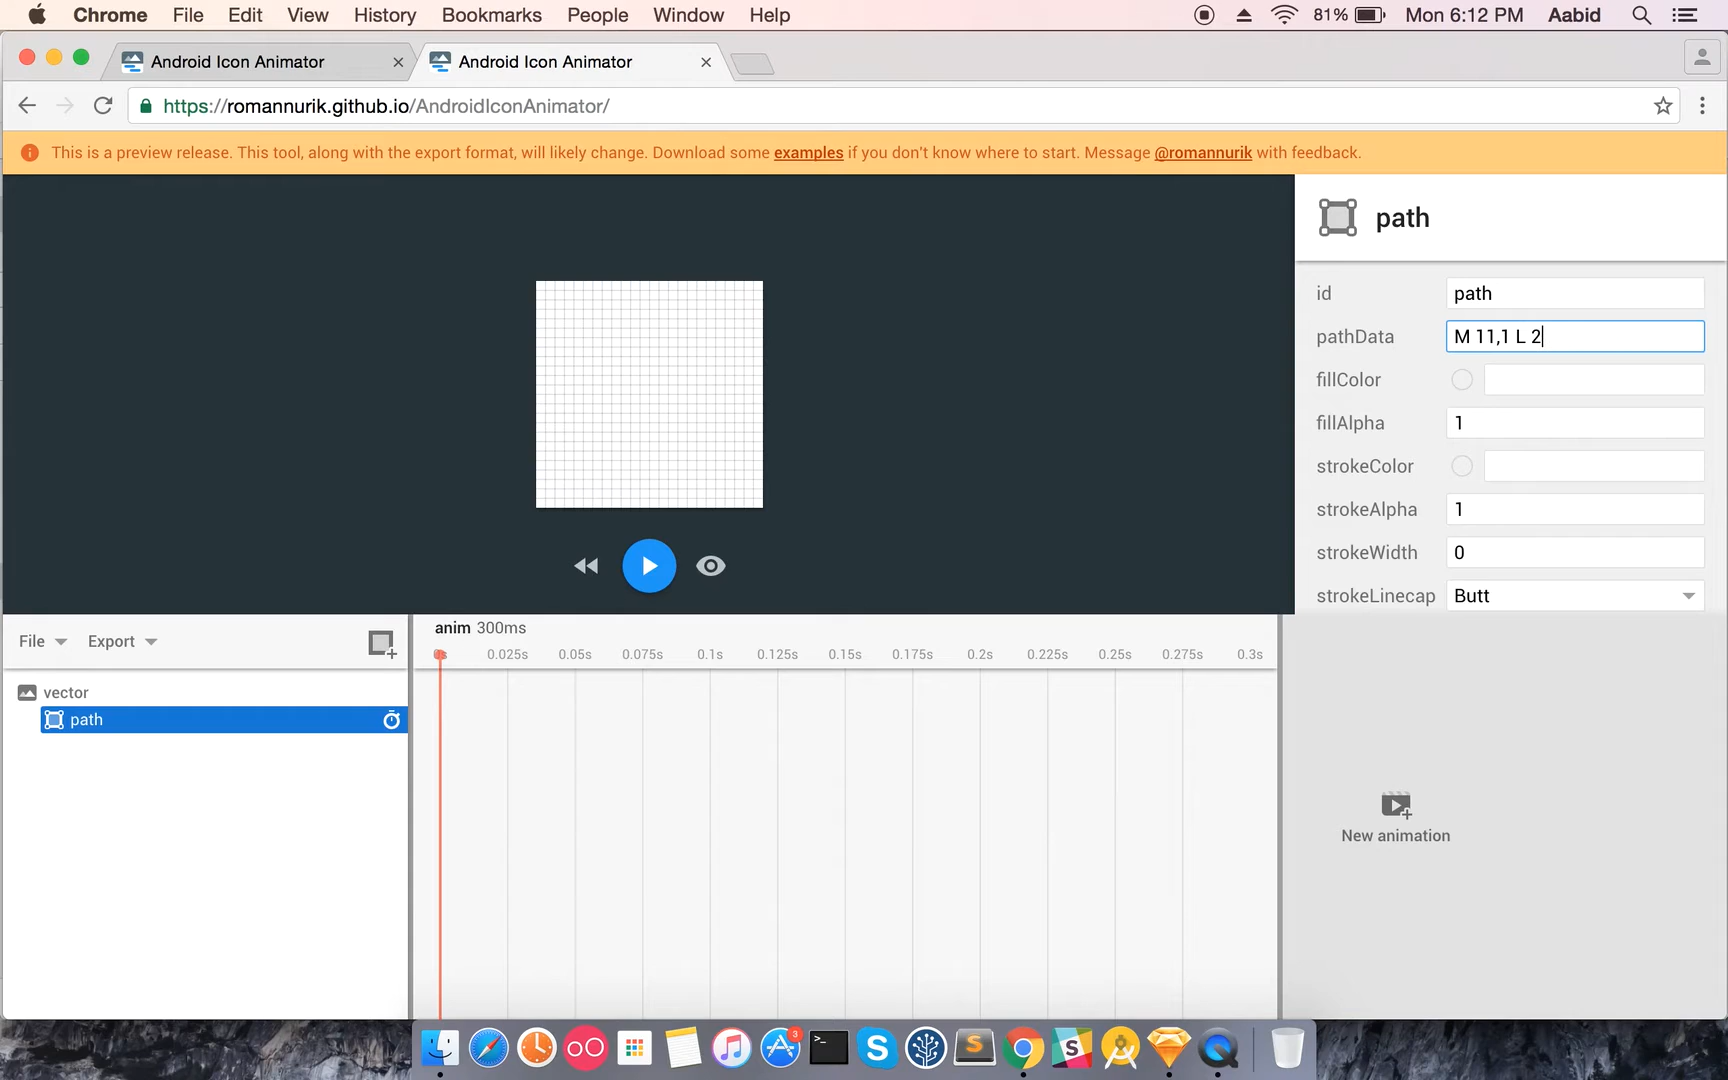 Chrome File Edit View History Bookmarks People Window Help 81% Mon 6:12 PM Aabid
Android Icon Animator
Android Icon Animator
https://romannurik.github.io/AndroidIconAnimator/
This is a preview release. This tool, along with the export format, will likely change. Download some examples if you don't know where to start. Message @romannurik with feedback.
path
id path
pathData M 11,1 L 2
fillColor
fillAlpha 1
strokeColor
strokeAlpha 1
strokeWidth 0
strokeLinecap Butt
File Export
anim 300ms
0s 0.025s 0.05s 0.075s 0.1s 0.125s 0.15s 0.175s 0.2s 0.225s 0.25s 0.275s 0.3s
vector
path
New animation
3